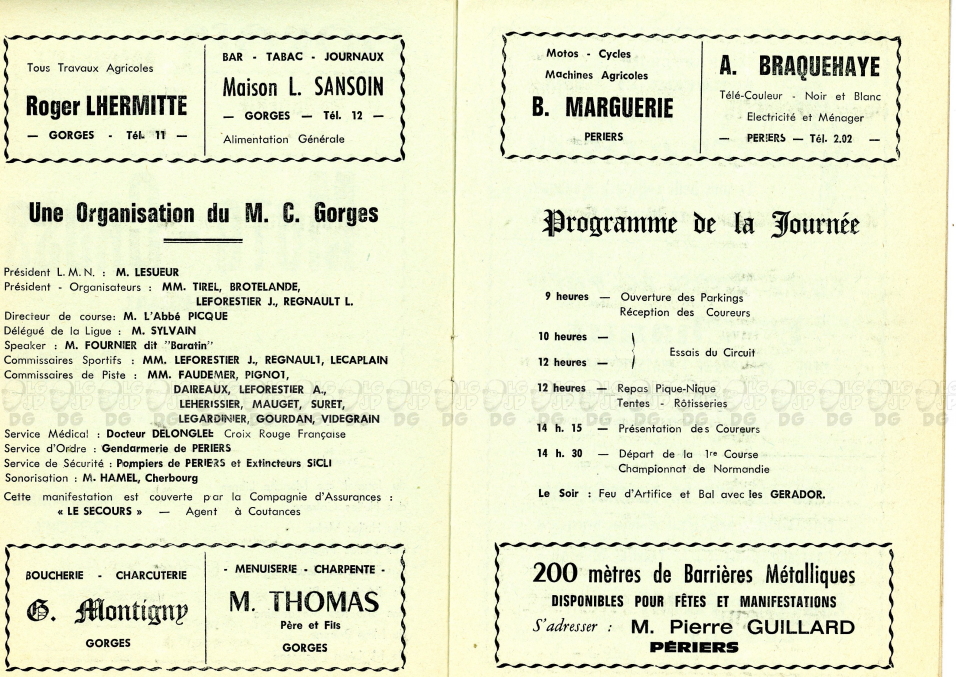 Tous Travaux Agricoles
Roger LHERMITTE
— GORGES - Tél. 11 —
BAR - TABAC - JOURNAUX
Maison L. SANSOIN
— GORGES — Tél. 12 —
Alimentation Générale
Une Organisation du M. C. Gorges
Président L. M. N. : M. LESUEUR
Président - Organisateurs : MM. TIREL, BROTELANDE,
LEFORESTIER J., REGNAULT L.
Directeur de course: M. L'Abbé PICQUE
Délégué de la Ligue : M. SYLVAIN
Speaker : M. FOURNIER dit "Baratin"
Commissaires Sportifs : MM. LEFORESTIER J., REGNAULT, LECAPLAIN
Commissaires de Piste : MM. FAUDEMER, PIGNOT,
DAIREAUX, LEFORESTIER A.,
LEHERISSIER, MAUGET, SURET,
LEGARDINIER, GOURDAN, VIDEGRAIN
Service Médical : Docteur DELONGLEE Croix Rouge Française
Service d'Ordre : Gendarmerie de PERIERS
Service de Sécurité : Pompiers de PERIERS et Extincteurs SICLI
Sonorisation : M. HAMEL, Cherbourg
Cette manifestation est couverte par la Compagnie d'Assurances :
« LE SECOURS » — Agent à Coutances
BOUCHERIE - CHARCUTERIE
G. Montigny
GORGES
- MENUISERIE - CHARPENTE -
M. THOMAS
Père et Fils
GORGES
Motos - Cycles
Machines Agricoles
B. MARGUERIE
PERIERS
A. BRAQUEHAYE
Télé-Couleur - Noir et Blanc
Electricité et Ménager
— PERIERS — Tél. 2.02 —
Programme de la Journée
9 heures — Ouverture des Parkings
Réception des Coureurs
10 heures —
Essais du Circuit
12 heures —
12 heures — Repas Pique-Nique
Tentes - Rôtisseries
14 h. 15 — Présentation des Coureurs
14 h. 30 — Départ de la 1re Course
Championnat de Normandie
Le Soir : Feu d'Artifice et Bal avec les GERADOR.
200 mètres de Barrières Métalliques
DISPONIBLES POUR FÊTES ET MANIFESTATIONS
S'adresser : M. Pierre GUILLARD
PÉRIERS